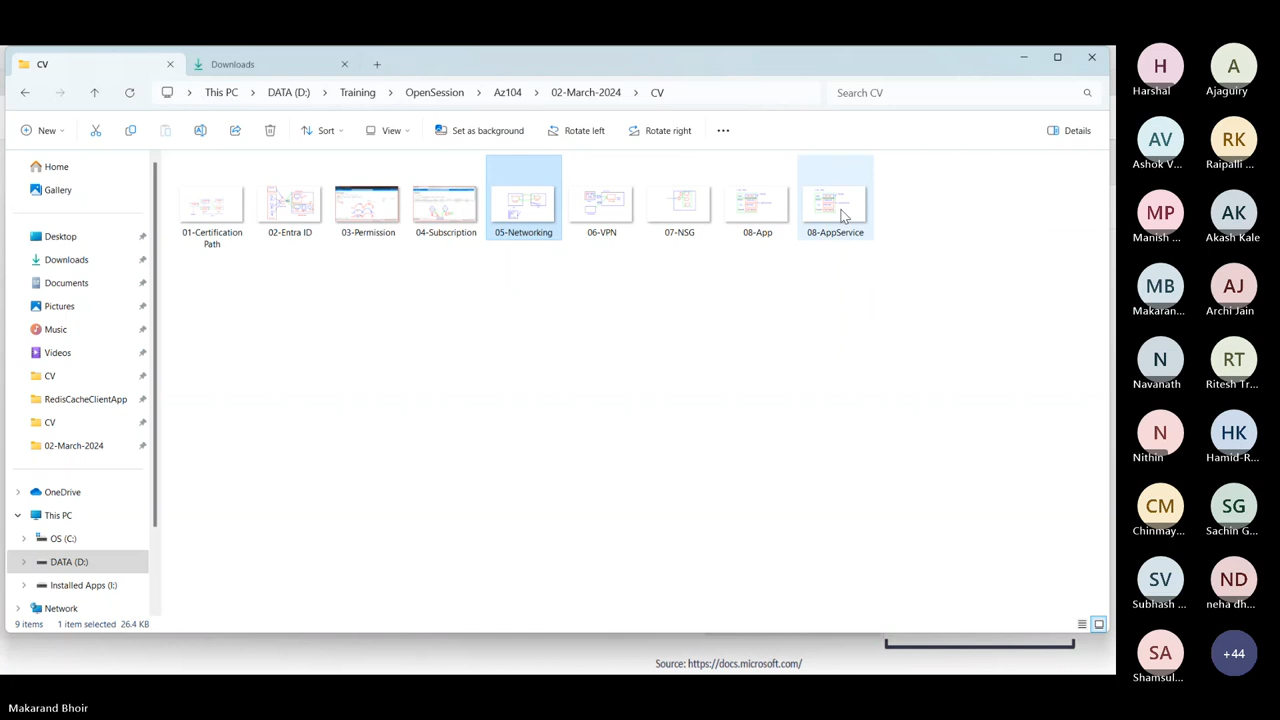 CV
Downloads
This PC
DATA (D:)
Training
OpenSession
Az104
02-March-2024
CV
Search CV
New
Sort
View
Set as background
Rotate left
Rotate right
Details
Home
Gallery
Desktop
Downloads
Documents
Pictures
Music
Videos
CV
RedisCacheClientApp
CV
02-March-2024
OneDrive
This PC
OS (C:)
DATA (D:)
Installed Apps (I:)
Network
01-Certification
Path
02-Entra ID
03-Permission
04-Subscription
05-Networking
06-VPN
07-NSG
08-App
08-AppService
9 items
1 item selected 26.4 KB
Source: https://docs.microsoft.com/
H
Harshal
A
Ajaguiry
AV
Ashok V...
RK
Raipalli ...
MP
Manish ...
AK
Akash Kale
MB
Makaran...
AJ
Archi Jain
N
Navanath
RT
Ritesh Tr...
N
Nithin
HK
Hamid-R...
CM
Chinmay...
SG
Sachin G...
SV
Subhash ...
ND
neha dh...
SA
Shamsul...
+44
Makarand Bhoir